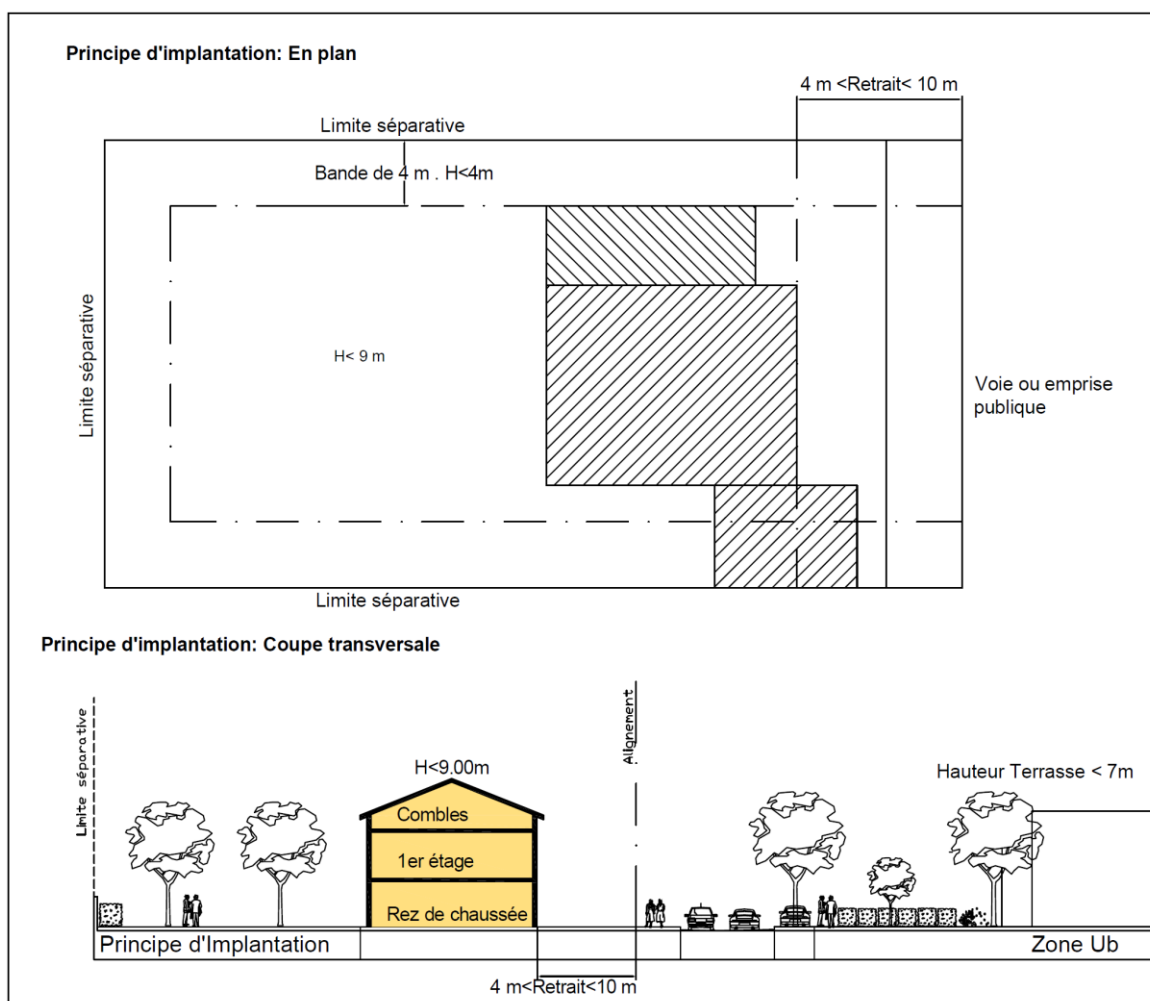 Principe d'implantation: En plan
4 m <Retrait< 10 m
Limite séparative
Bande de 4 m . H<4m
Limite séparative
H< 9 m
Voie ou emprise
publique
Limite séparative
Principe d'implantation: Coupe transversale
Limite séparative
Alignement
H<9.00m
Hauteur Terrasse < 7m
Combles
1er étage
Rez de chaussée
Principe d'Implantation
Zone Ub
4 m<Retrait<10 m